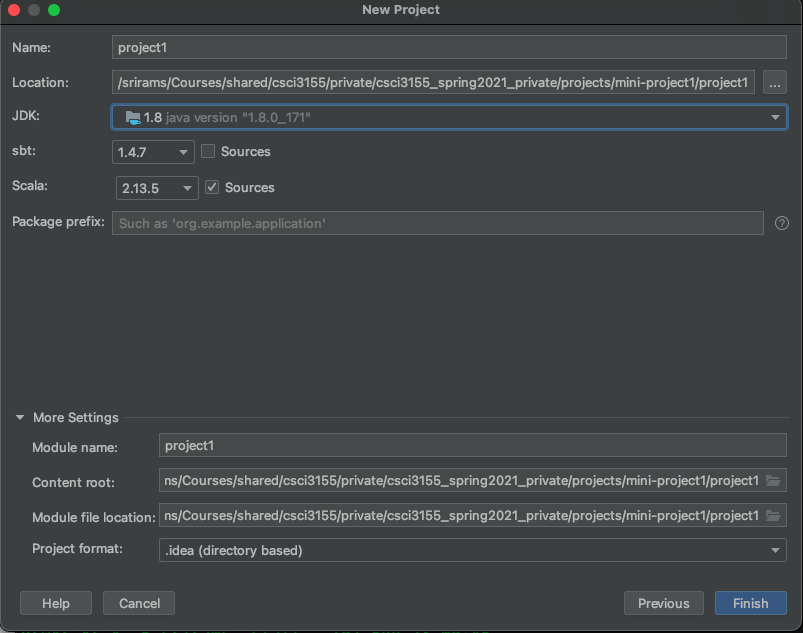 New Project
Name: project1
Location: /srirams/Courses/shared/csci3155/private/csci3155_spring2021_private/projects/mini-project1/project1 ...
JDK: 1.8 java version "1.8.0_171"
sbt: 1.4.7 Sources
Scala: 2.13.5 Sources
Package prefix: Such as 'org.example.application' ?
More Settings
Module name: project1
Content root: ns/Courses/shared/csci3155/private/csci3155_spring2021_private/projects/mini-project1/project1
Module file location: ns/Courses/shared/csci3155/private/csci3155_spring2021_private/projects/mini-project1/project1
Project format: .idea (directory based)
Help Cancel Previous Finish